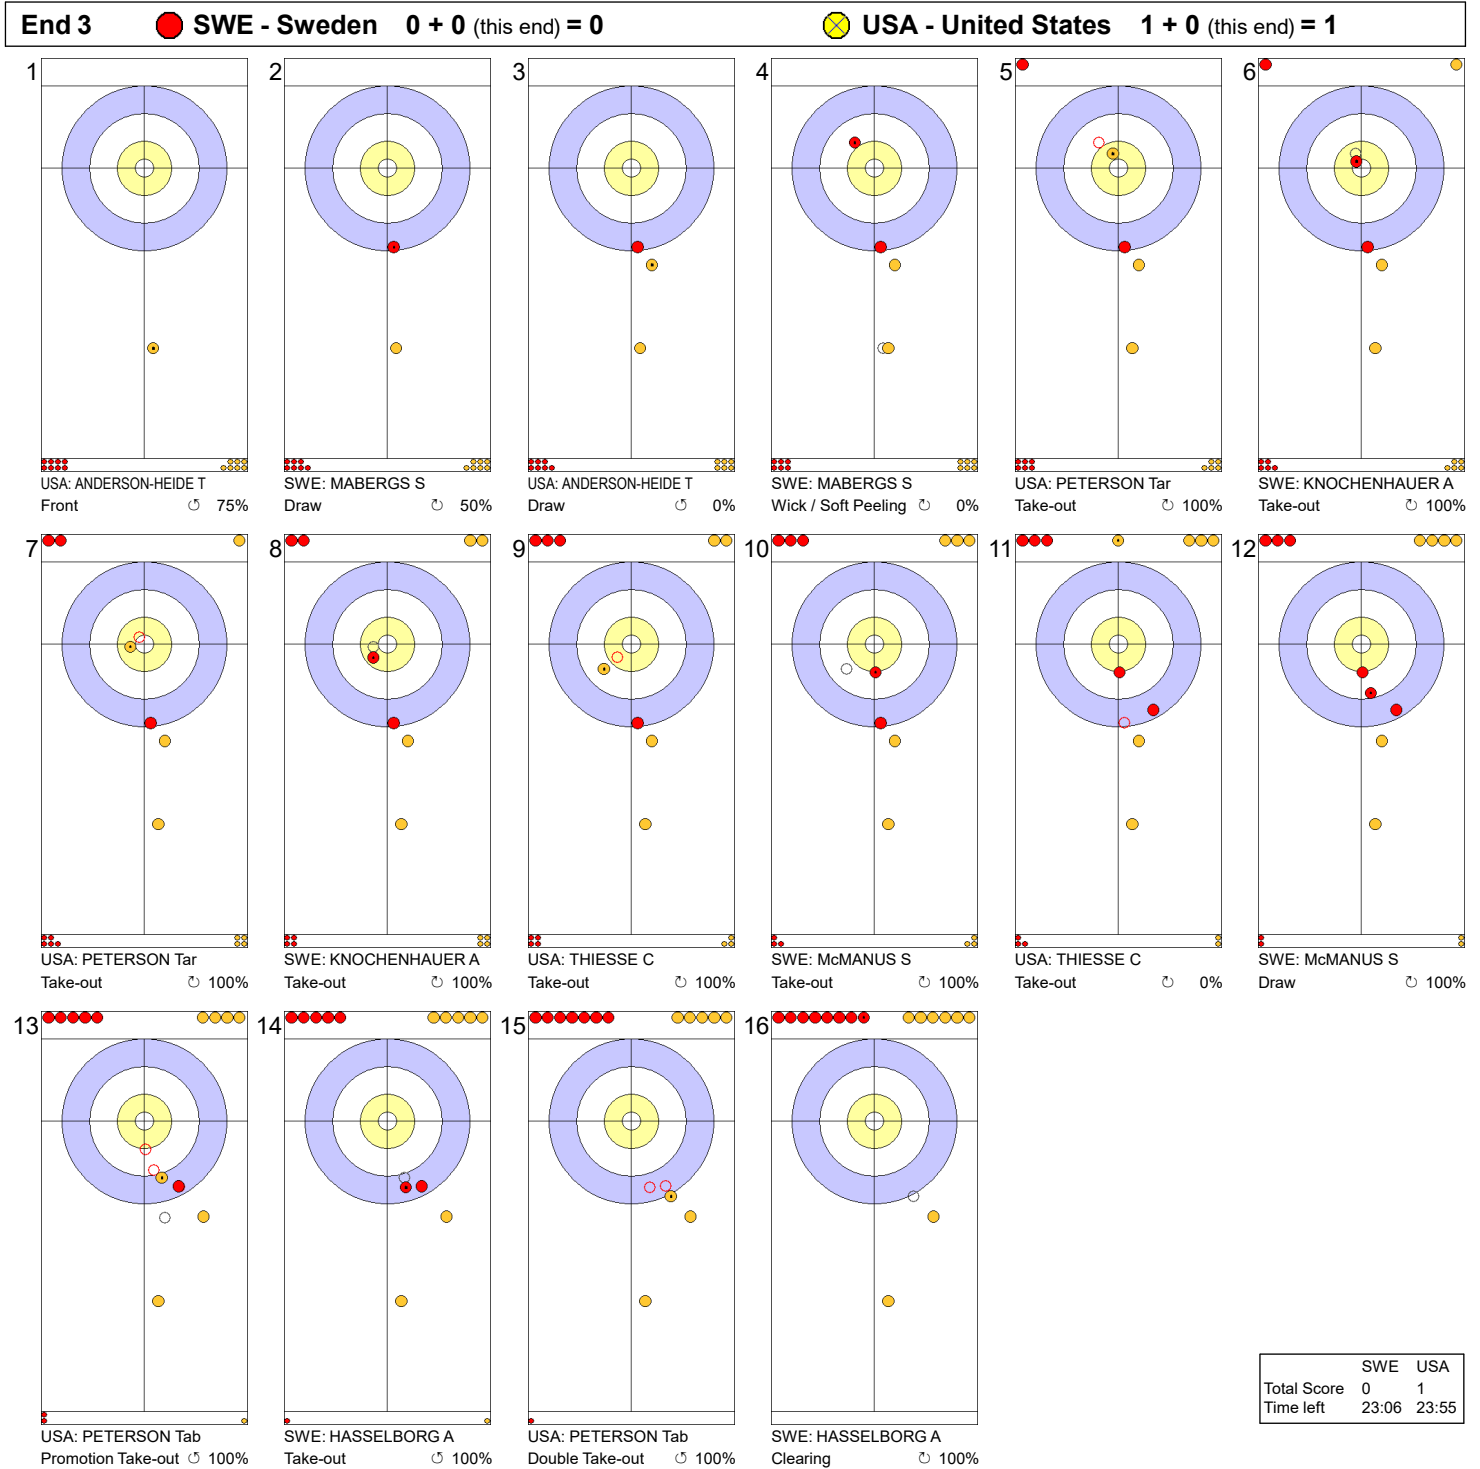 End 3 SWE - Sweden 0 + 0 (this end) = 0 USA - United States 1 + 0 (this end) = 1
1 2 3 4 5 6
USA: ANDERSON-HEIDE T SWE: MABERGS S USA: ANDERSON-HEIDE T SWE: MABERGS S USA: PETERSON Tar SWE: KNOCHENHAUER A
Front ↺ 75% Draw ↻ 50% Draw ↺ 0% Wick / Soft Peeling ↻ 0% Take-out ↻ 100% Take-out ↻ 100%
7 8 9 10 11 12
USA: PETERSON Tar SWE: KNOCHENHAUER A USA: THIESSE C SWE: McMANUS S USA: THIESSE C SWE: McMANUS S
Take-out ↻ 100% Take-out ↻ 100% Take-out ↻ 100% Take-out ↻ 100% Take-out ↻ 0% Draw ↻ 100%
13 14 15 16
USA: PETERSON Tab SWE: HASSELBORG A USA: PETERSON Tab SWE: HASSELBORG A
Promotion Take-out ↺ 100% Take-out ↺ 100% Double Take-out ↺ 100% Clearing ↻ 100%
SWE USA
Total Score 0 1
Time left 23:06 23:55